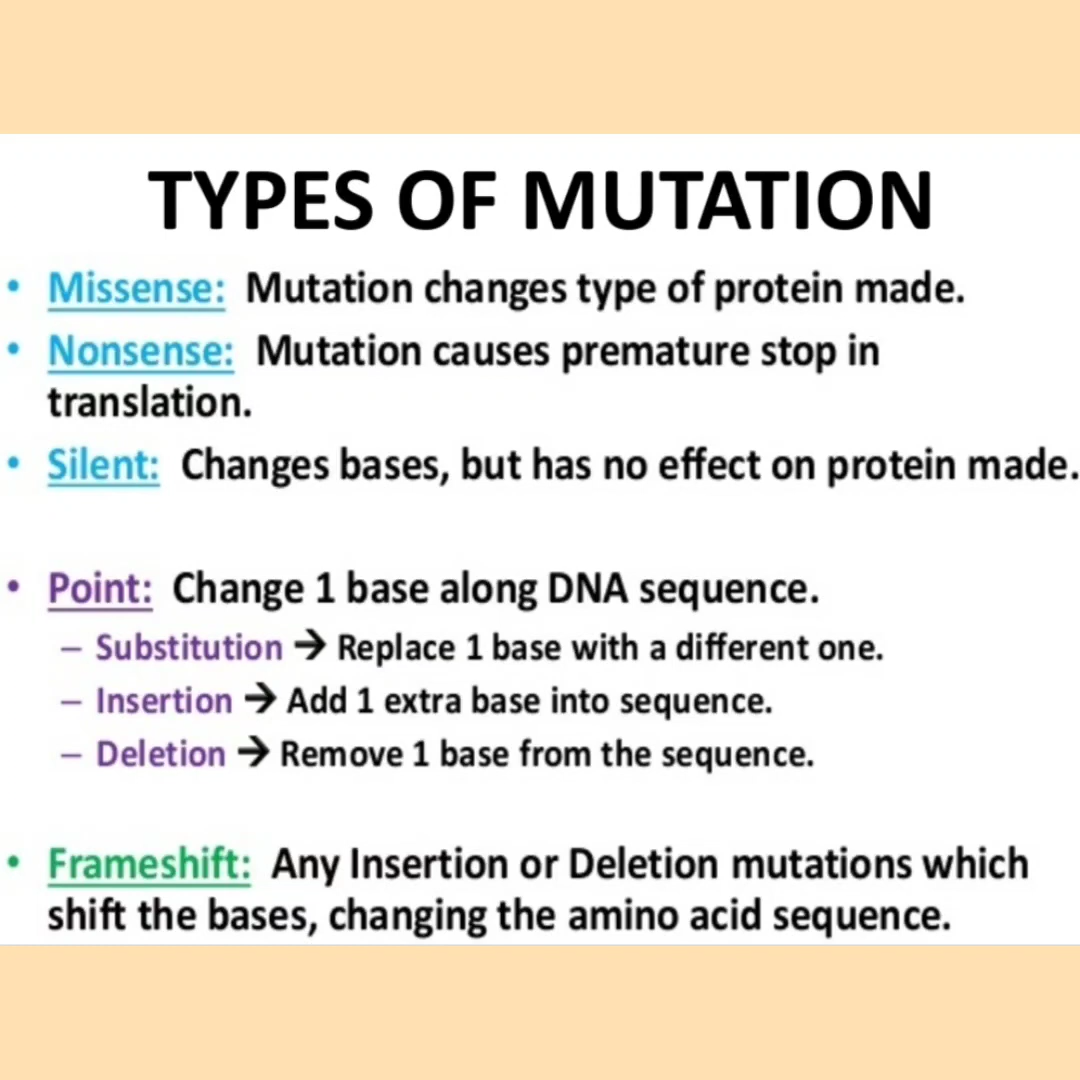 TYPES OF MUTATION
• Missense: Mutation changes type of protein made.
• Nonsense: Mutation causes premature stop in
translation.
• Silent: Changes bases, but has no effect on protein made.
• Point: Change 1 base along DNA sequence.
– Substitution → Replace 1 base with a different one.
– Insertion → Add 1 extra base into sequence.
– Deletion → Remove 1 base from the sequence.
• Frameshift: Any Insertion or Deletion mutations which
shift the bases, changing the amino acid sequence.